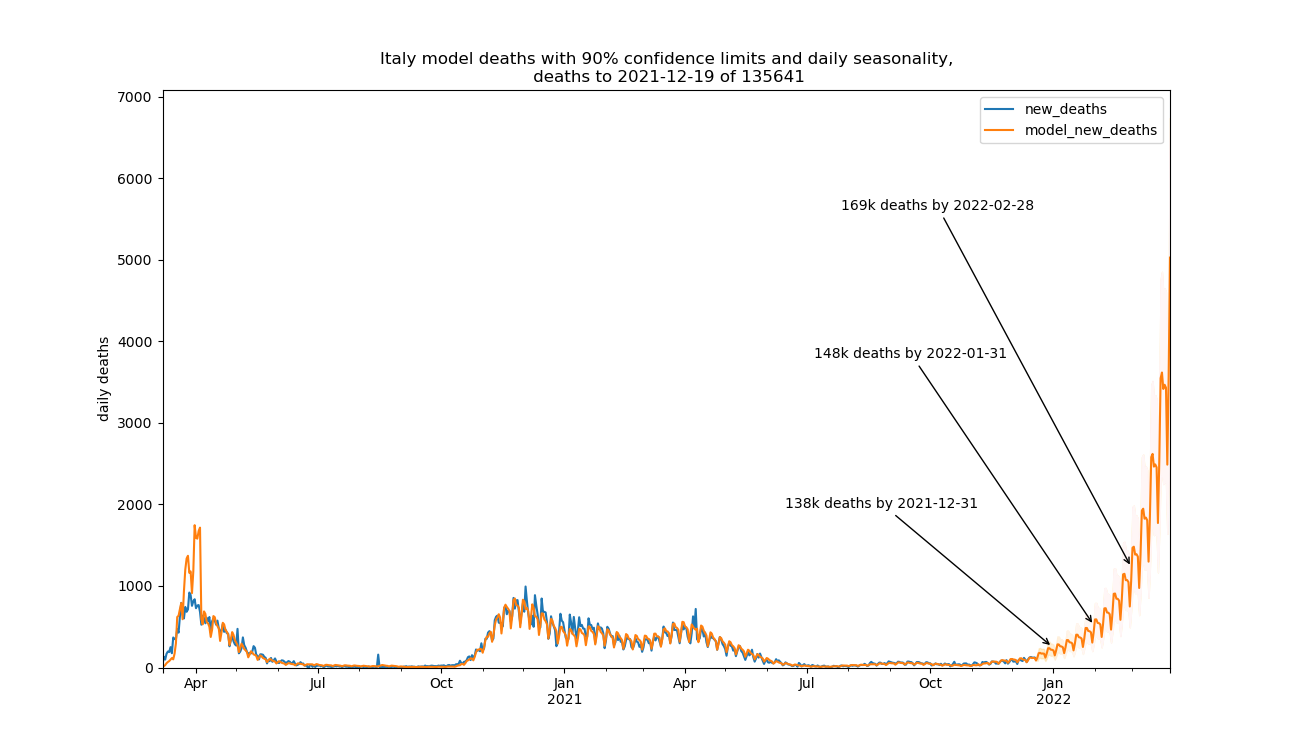 Italy model deaths with 90% confidence limits and daily seasonality,
deaths to 2021-12-19 of 135641
new_deaths
model_new_deaths
169k deaths by 2022-02-28
148k deaths by 2022-01-31
138k deaths by 2021-12-31
daily deaths
7000
6000
5000
4000
3000
2000
1000
0
Apr Jul Oct Jan Apr Jul Oct Jan
2021 2022